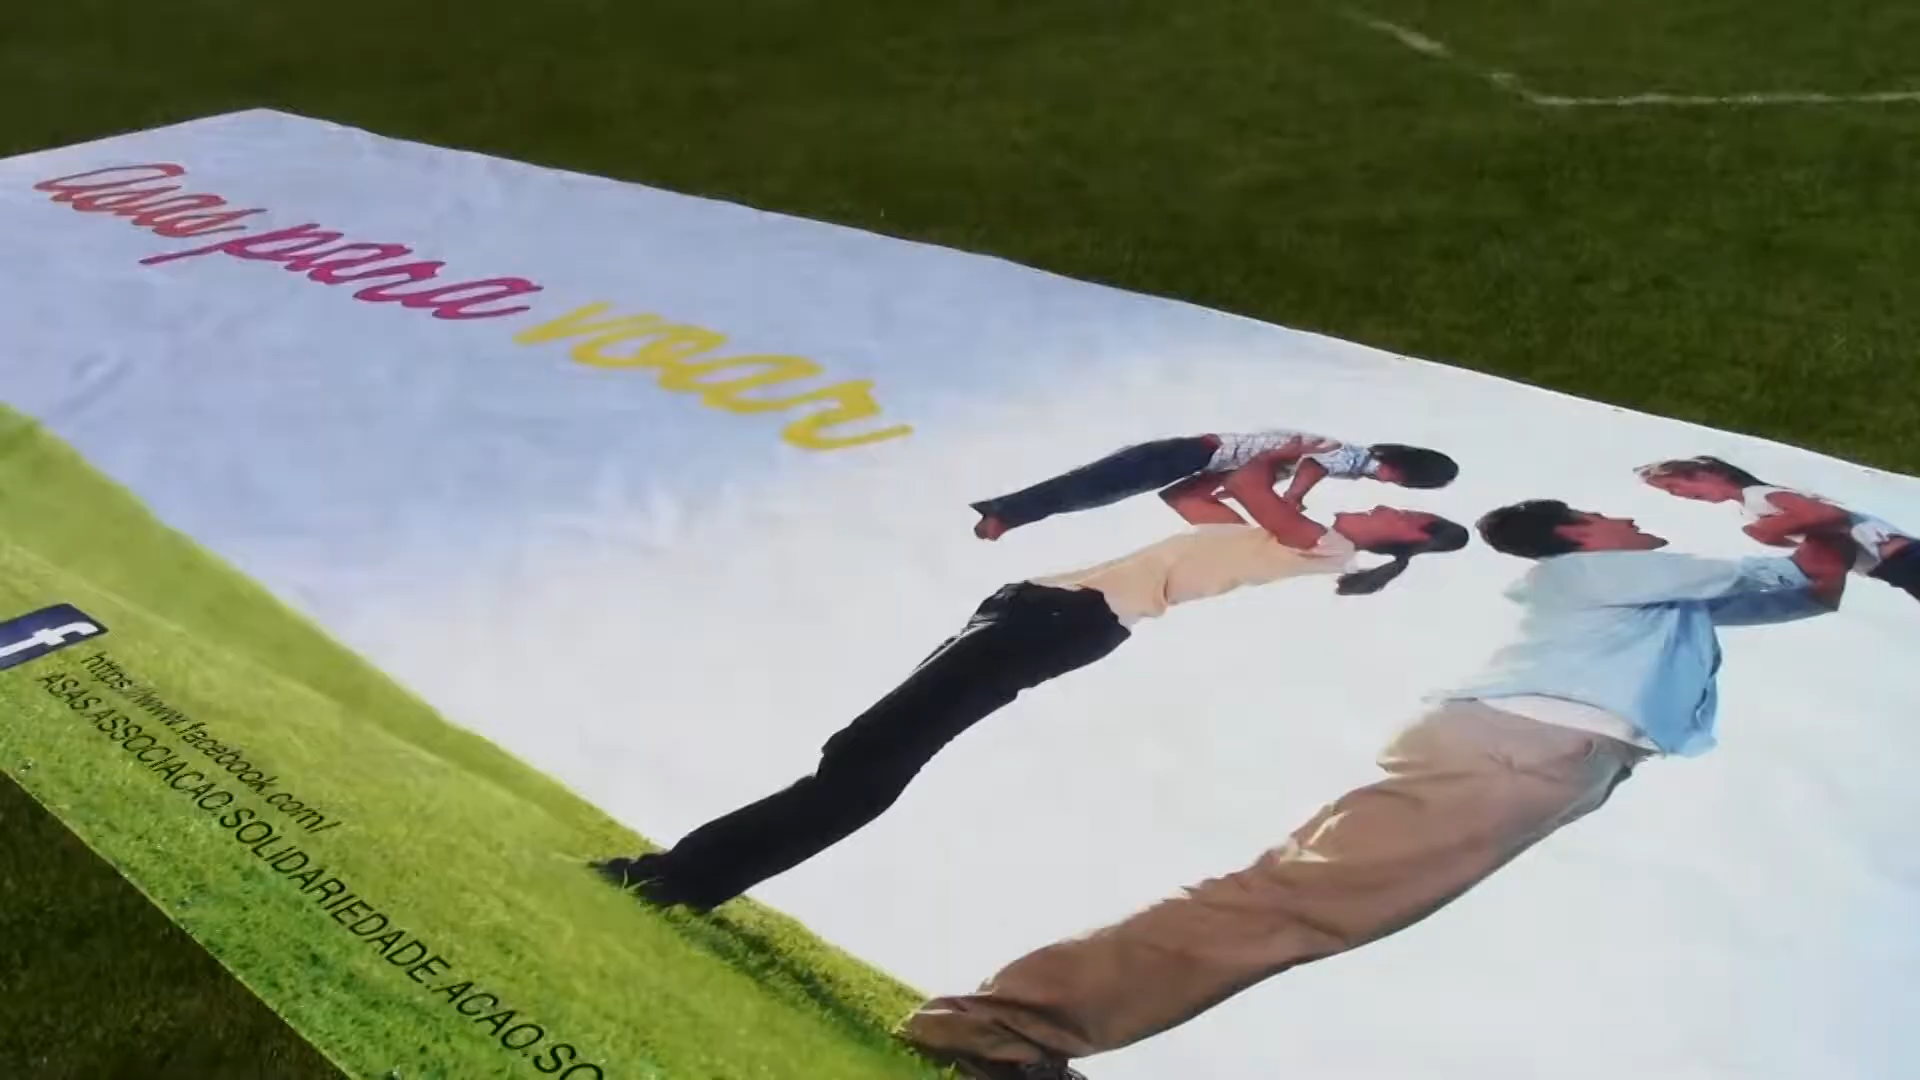 Asas para voar
f
https://www.facebook.com/
ASAS.ASSOCIACAO.SOLIDARIEDADE.ACAO.SO